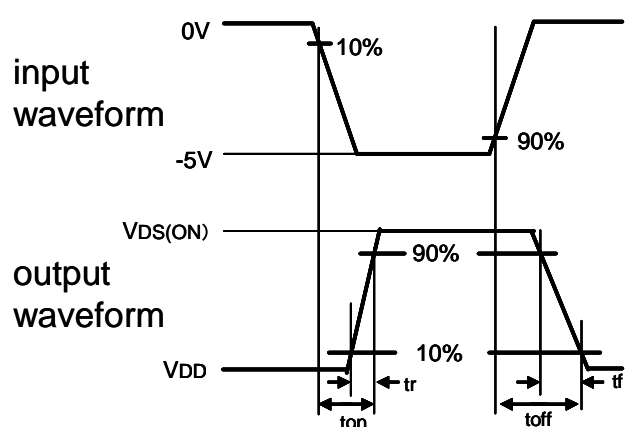 0V
10%
input
waveform
90%
-5V
VDS(ON)
90%
output
waveform
10%
VDD
tr
tf
ton
toff